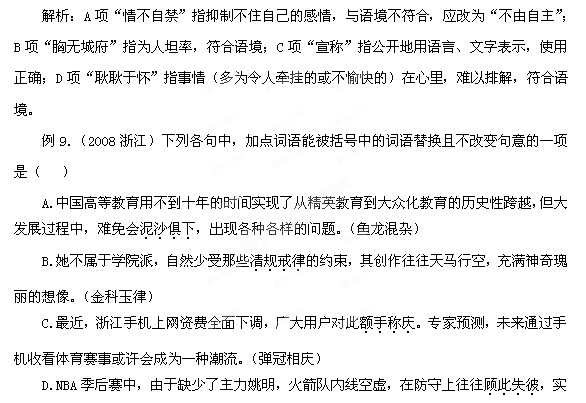 解析：A 项“情不自禁”指抑制不住自己的感情，与语境不符合，应改为“不由自主”；
B 项“胸无城府”指为人坦率，符合语境；C 项“宣称”指公开地用语言、文字表示，使用
正确；D 项“耿耿于怀”指事情（多为令人牵挂的或不愉快的）在心里，难以排解，符合语
境。
例 9.（2008 浙江）下列各句中，加点词语能被括号中的词语替换且不改变句意的一项
是（　）
A.中国高等教育用不到十年的时间实现了从精英教育到大众化教育的历史性跨越，但大
发展过程中，难免会泥沙俱下，出现各种各样的问题。（鱼龙混杂）
B.她不属于学院派，自然少受那些清规戒律的约束，其创作往往天马行空，充满神奇瑰
丽的想像。（金科玉律）
C.最近，浙江手机上网资费全面下调，广大用户对此额手称庆。专家预测，未来通过手
机收看体育赛事或许会成为一种潮流。（弹冠相庆）
D.NBA 季后赛中，由于缺少了主力姚明，火箭队内线空虚，在防守上往往顾此失彼，实